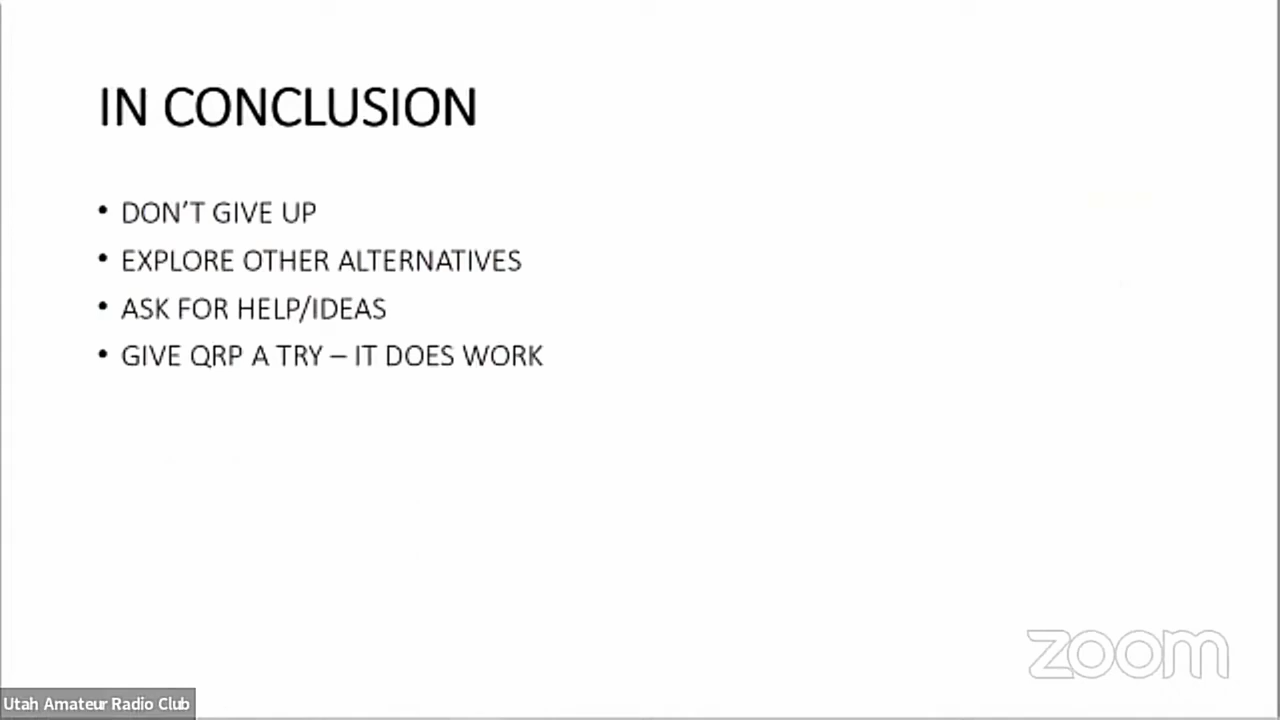 IN CONCLUSION
• DON’T GIVE UP
• EXPLORE OTHER ALTERNATIVES
• ASK FOR HELP/IDEAS
• GIVE QRP A TRY – IT DOES WORK
zoom
Utah Amateur Radio Club